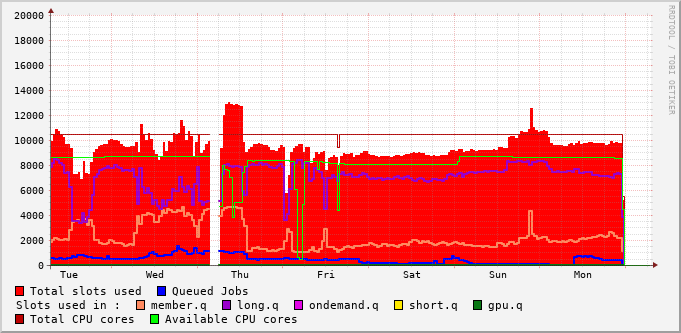 RRDTOOL / TOBI OETIKER
20000
18000
16000
14000
12000
10000
8000
6000
4000
2000
0
Tue Wed Thu Fri Sat Sun Mon
Total slots used Queued Jobs
Slots used in : member.q long.q ondemand.q short.q gpu.q
Total CPU cores Available CPU cores